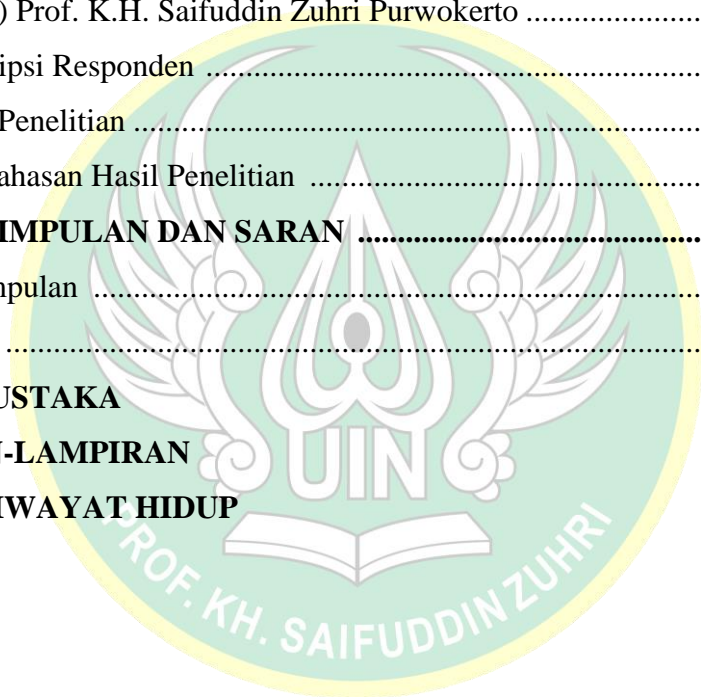 ) Prof. K.H. Saifuddin Zuhri Purwokerto ......................
ipsi Responden ...............................................................
Penelitian .........................................................................
ahasan Hasil Penelitian ..................................................
IMPULAN DAN SARAN .......................................
npulan ..............................................................................
..........................................................................................
USTAKA
N-LAMPIRAN
IWAYAT HIDUP
UIN
PROF. KH. SAIFUDDIN ZUHRI